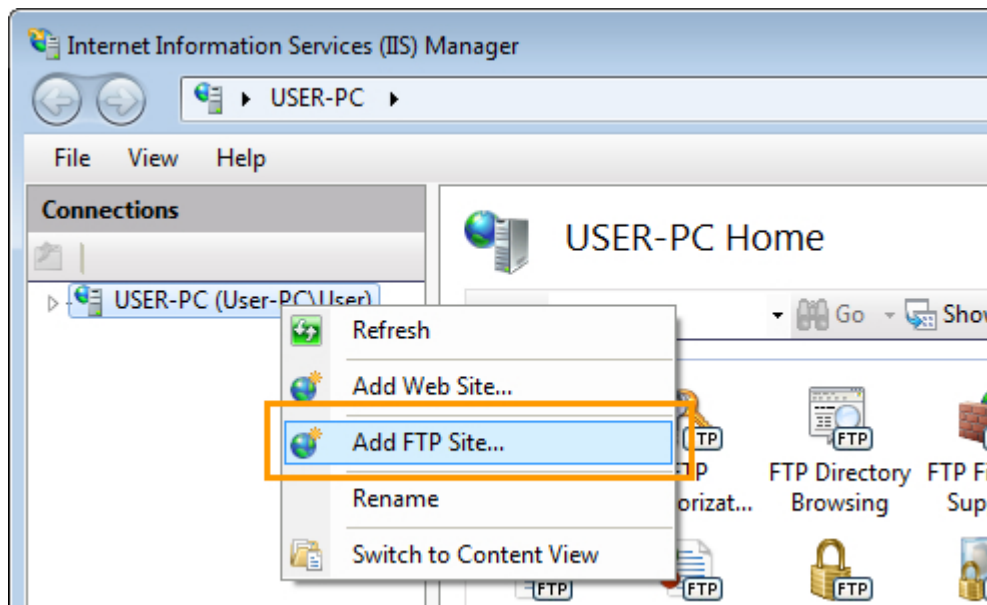 Internet Information Services (IIS) Manager
USER-PC
File View Help
Connections
USER-PC Home
USER-PC (User-PC\User)
Go Show
Refresh
Add Web Site...
Add FTP Site...
Rename
Switch to Content View
FTP
orizat...
FTP
FTP Directory
Browsing
FTP
FTP
FTP
FTP